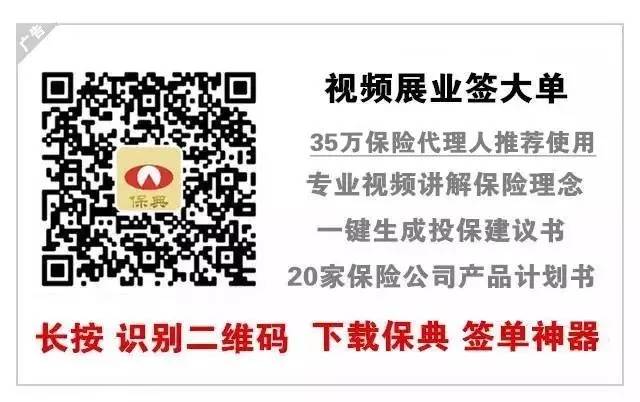 广告
视频展业签大单
35万保险代理人推荐使用
专业视频讲解保险理念
保典
一键生成投保建议书
20家保险公司产品计划书
长按 识别二维码 下载保典 签单神器